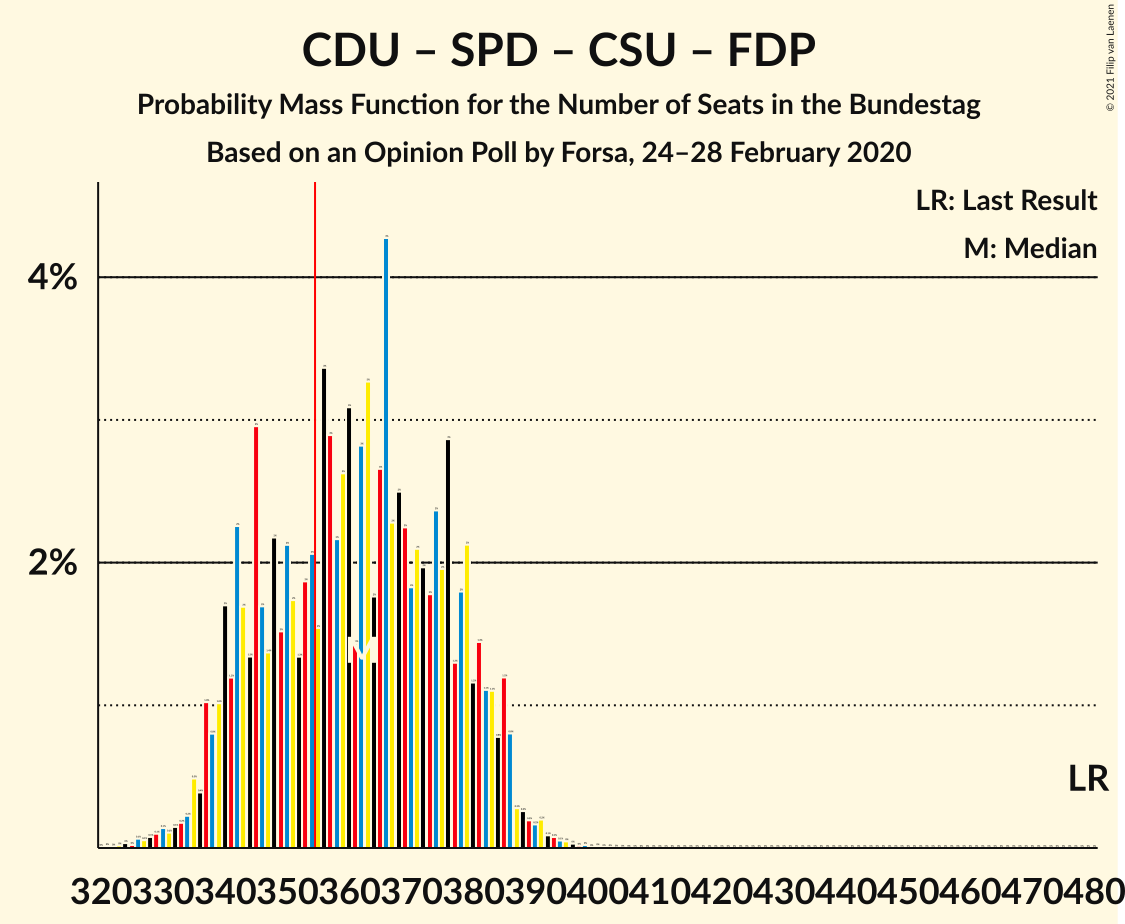 CDU – SPD – CSU – FDP
Probability Mass Function for the Number of Seats in the Bundestag
Based on an Opinion Poll by Forsa, 24–28 February 2020
© 2021 Filip van Laenen
LR: Last Result
M: Median
4%
2%
M
LR
320 330 340 350 360 370 380 390 400 410 420 430 440 450 460 470 480